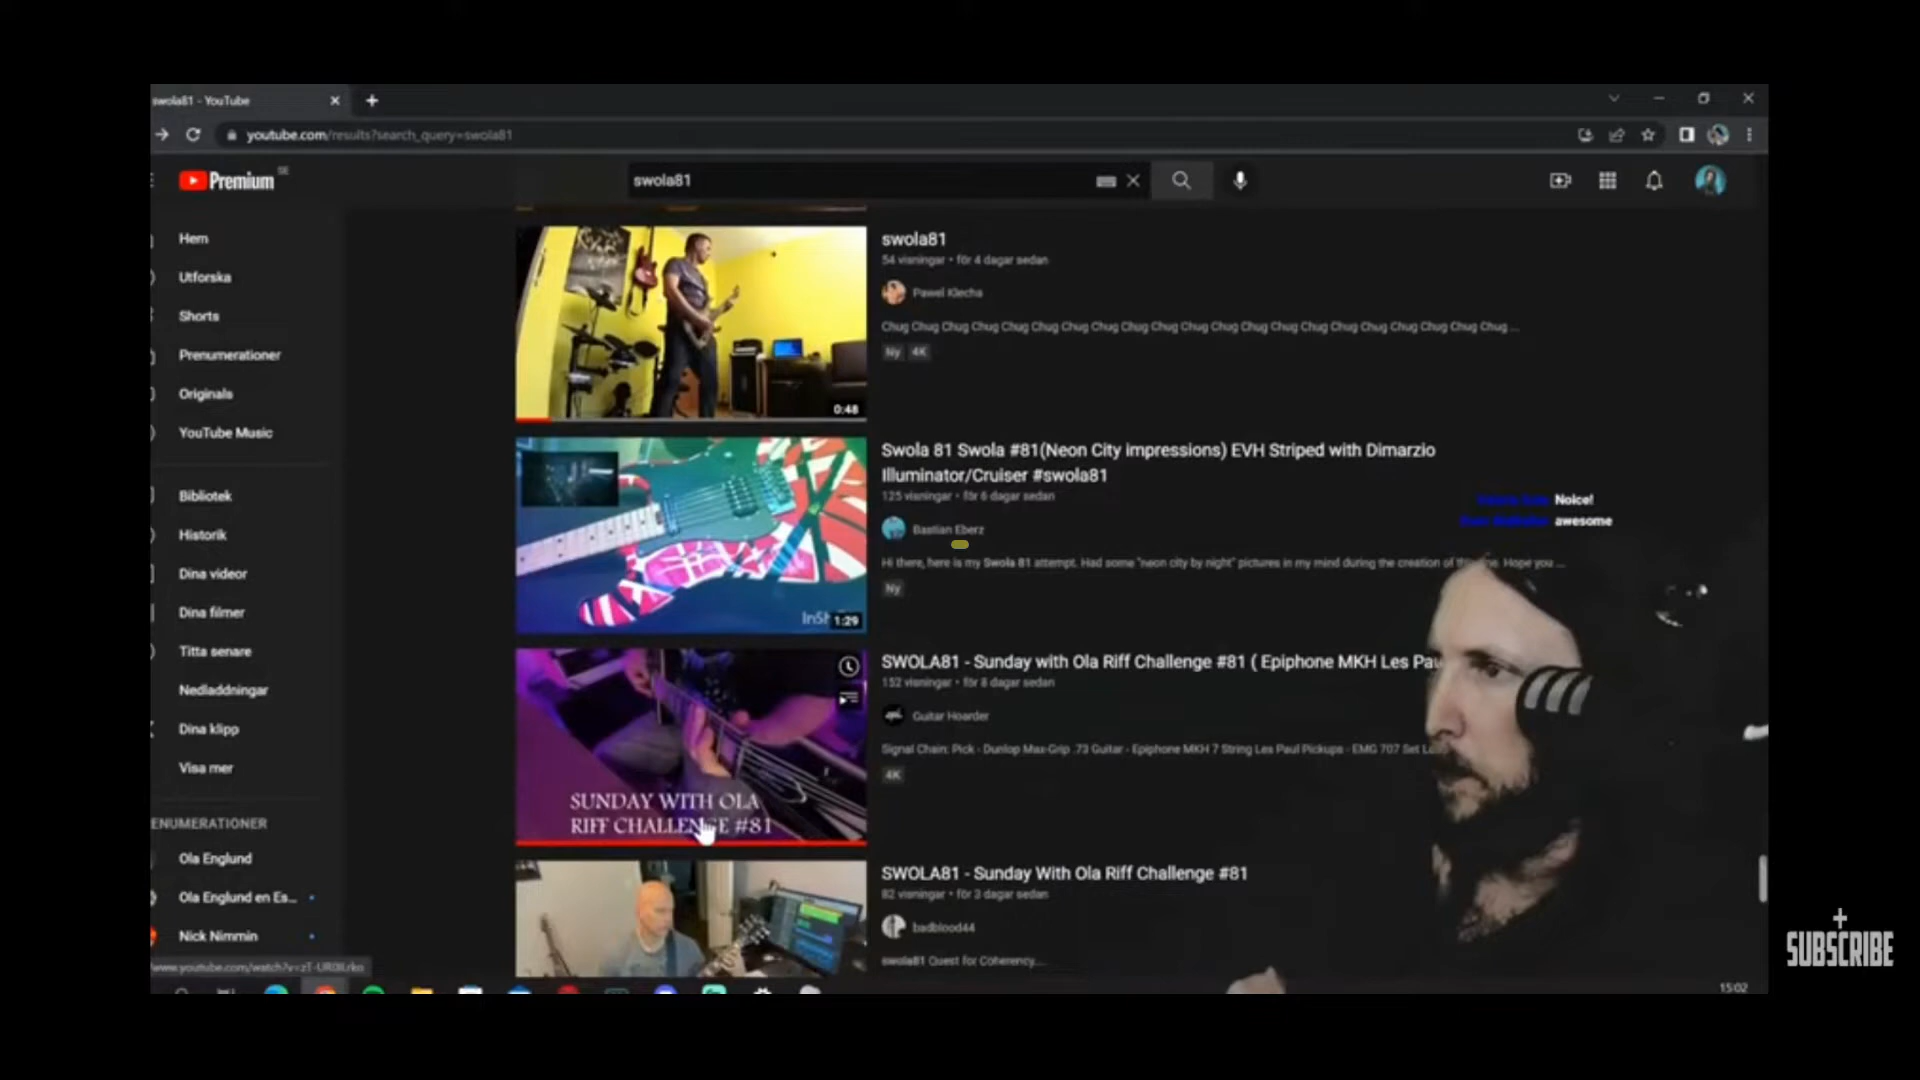 swola81 - YouTube
youtube.com/results?search_query=swola81
Premium SE
swola81
Hem
Utforska
Shorts
Prenumerationer
Originals
YouTube Music
Bibliotek
Historik
Dina videor
Dina filmer
Titta senare
Nedladdningar
Dina klipp
Visa mer
ENUMERATIONER
Ola Englund
Ola Englund en Es...
Nick Nimmin
swola81
54 visningar • för 4 dagar sedan
Pawel Klecha
Chug Chug Chug Chug Chug Chug Chug Chug Chug Chug Chug Chug Chug Chug Chug Chug Chug Chug Chug Chug Chug ...
Ny 4K
0:48
Swola 81 Swola #81(Neon City impressions) EVH Striped with Dimarzio
Illuminator/Cruiser #swola81
125 visningar • för 6 dagar sedan
Bastian Eberz
Hi there, here is my Swola 81 attempt. Had some "neon city by night" pictures in my mind during the creation of Hope you ...
Ny
1:29
Noice!
awesome
SWOLA81 - Sunday with Ola Riff Challenge #81 ( Epiphone MKH Les Pau
152 visningar • för 8 dagar sedan
Guitar Hoarder
Signal Chain: Pick - Dunlop Max-Grip .73 Guitar - Epiphone MKH 7 String Les Paul Pickups - EMG 707 Set
4K
SUNDAY WITH OLA
RIFF CHALLENGE #81
SWOLA81 - Sunday With Ola Riff Challenge #81
82 visningar • för 3 dagar sedan
badblood44
swola81 Quest for Coherency...
15:02
SUBSCRIBE